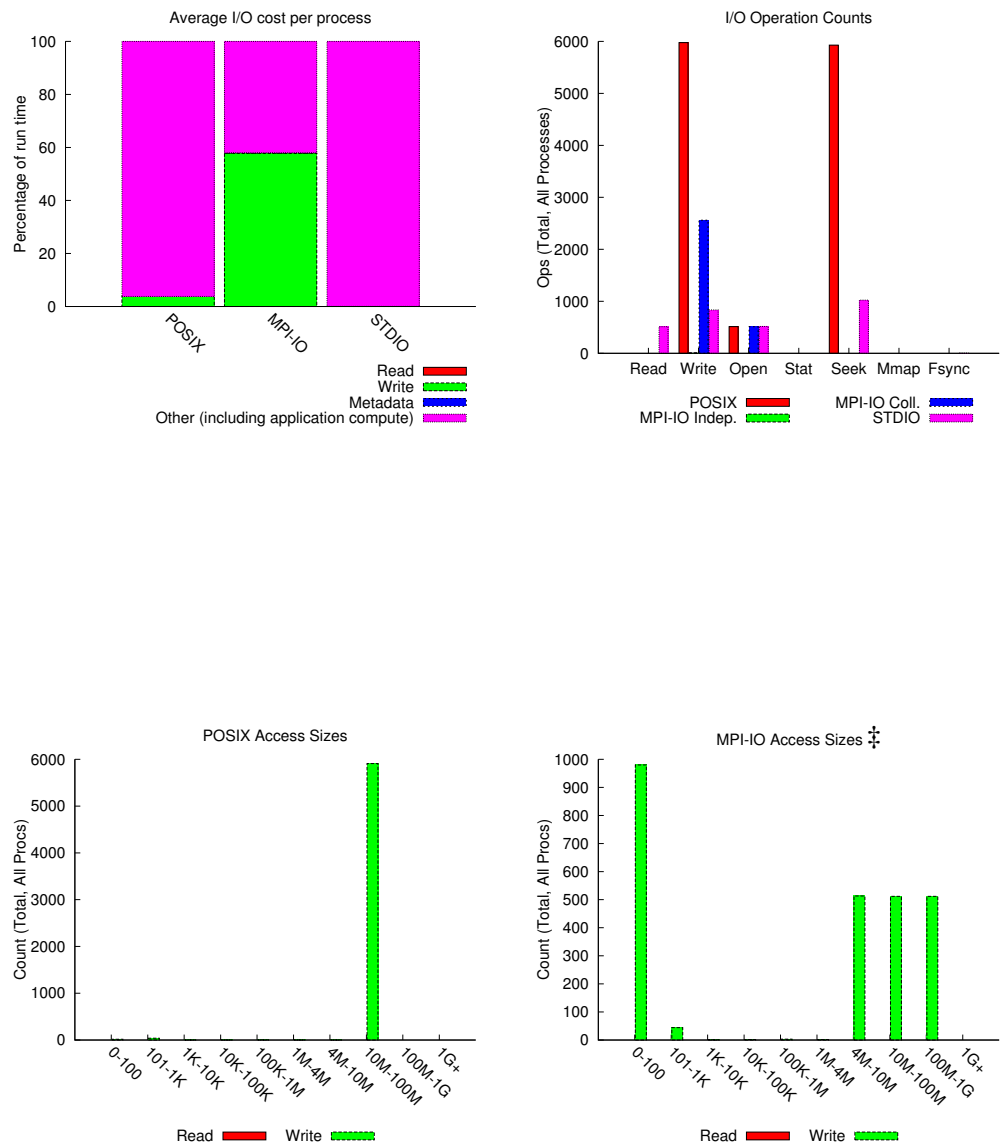 Average I/O cost per process
100
80
60
40
20
0
Percentage of run time
POSIX
MPI-IO
STDIO
Read
Write
Metadata
Other (including application compute)
I/O Operation Counts
6000
5000
4000
3000
2000
1000
0
Ops (Total, All Processes)
Read Write Open Stat Seek Mmap Fsync
POSIX
MPI-IO Indep.
MPI-IO Coll.
STDIO
POSIX Access Sizes
6000
5000
4000
3000
2000
1000
0
Count (Total, All Procs)
0-100
101-1K
1K-10K
10K-100K
100K-1M
1M-4M
4M-10M
10M-100M
100M-1G
1G+
Read Write
MPI-IO Access Sizes ‡
1000
900
800
700
600
500
400
300
200
100
0
Count (Total, All Procs)
0-100
101-1K
1K-10K
10K-100K
100K-1M
1M-4M
4M-10M
10M-100M
100M-1G
1G+
Read Write